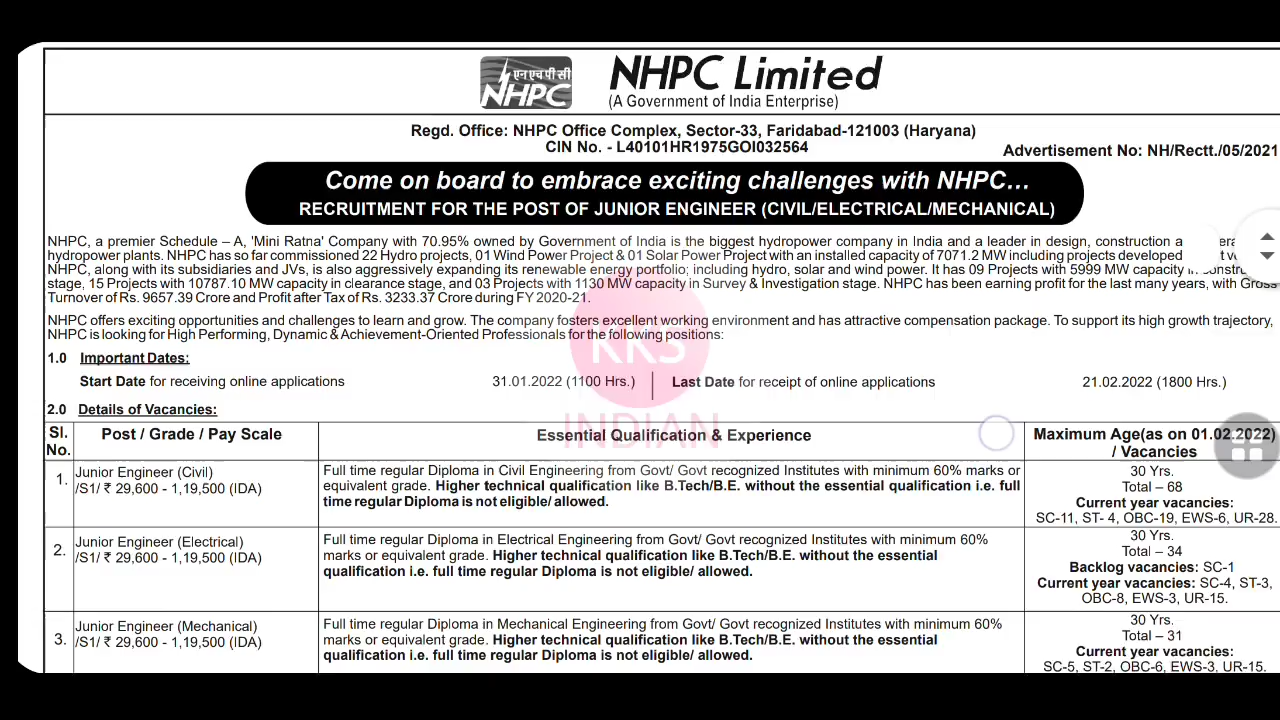 एन एच पी सी
NHPC
NHPC Limited
(A Government of India Enterprise)
Regd. Office: NHPC Office Complex, Sector-33, Faridabad-121003 (Haryana)
CIN No. - L40101HR1975GOI032564
Advertisement No: NH/Rectt./05/2021
Come on board to embrace exciting challenges with NHPC…
RECRUITMENT FOR THE POST OF JUNIOR ENGINEER (CIVIL/ELECTRICAL/MECHANICAL)
NHPC, a premier Schedule – A, 'Mini Ratna' Company with 70.95% owned by Government of India is the biggest hydropower company in India and a leader in design, construction
hydropower plants. NHPC has so far commissioned 22 Hydro projects, 01 Wind Power Project & 01 Solar Power Project with an installed capacity of 7071.2 MW including projects developed
NHPC, along with its subsidiaries and JVs, is also aggressively expanding its renewable energy portfolio; including hydro, solar and wind power. It has 09 Projects with 5999 MW capacity
stage, 15 Projects with 10787.10 MW capacity in clearance stage, and 03 Projects with 1130 MW capacity in Survey & Investigation stage. NHPC has been earning profit for the last many years, with Gross
Turnover of Rs. 9657.39 Crore and Profit after Tax of Rs. 3233.37 Crore during FY 2020-21.
NHPC offers exciting opportunities and challenges to learn and grow. The company fosters excellent working environment and has attractive compensation package. To support its high growth trajectory,
NHPC is looking for High Performing, Dynamic & Achievement-Oriented Professionals for the following positions:
KKS
INDIAN
1.0 Important Dates:
Start Date for receiving online applications 31.01.2022 (1100 Hrs.) Last Date for receipt of online applications 21.02.2022 (1800 Hrs.)
2.0 Details of Vacancies:
Sl. No. Post / Grade / Pay Scale Essential Qualification & Experience Maximum Age(as on 01.02.2022) / Vacancies
1. Junior Engineer (Civil)
/S1/ ₹ 29,600 - 1,19,500 (IDA)
Full time regular Diploma in Civil Engineering from Govt/ Govt recognized Institutes with minimum 60% marks or
equivalent grade. Higher technical qualification like B.Tech/B.E. without the essential qualification i.e. full
time regular Diploma is not eligible/ allowed.
30 Yrs.
Total – 68
Current year vacancies:
SC-11, ST- 4, OBC-19, EWS-6, UR-28.
2. Junior Engineer (Electrical)
/S1/ ₹ 29,600 - 1,19,500 (IDA)
Full time regular Diploma in Electrical Engineering from Govt/ Govt recognized Institutes with minimum 60%
marks or equivalent grade. Higher technical qualification like B.Tech/B.E. without the essential
qualification i.e. full time regular Diploma is not eligible/ allowed.
30 Yrs.
Total – 34
Backlog vacancies: SC-1
Current year vacancies: SC-4, ST-3,
OBC-8, EWS-3, UR-15.
3. Junior Engineer (Mechanical)
/S1/ ₹ 29,600 - 1,19,500 (IDA)
Full time regular Diploma in Mechanical Engineering from Govt/ Govt recognized Institutes with minimum 60%
marks or equivalent grade. Higher technical qualification like B.Tech/B.E. without the essential
qualification i.e. full time regular Diploma is not eligible/ allowed.
30 Yrs.
Total – 31
Current year vacancies:
SC-5, ST-2, OBC-6, EWS-3, UR-15.